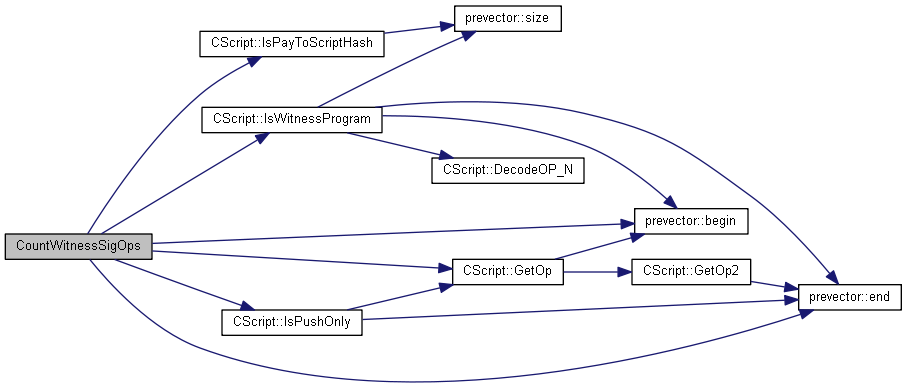 prevector::size
CScript::IsPayToScriptHash
CScript::IsWitnessProgram
CScript::DecodeOP_N
prevector::begin
CountWitnessSigOps
CScript::GetOp
CScript::GetOp2
prevector::end
CScript::IsPushOnly